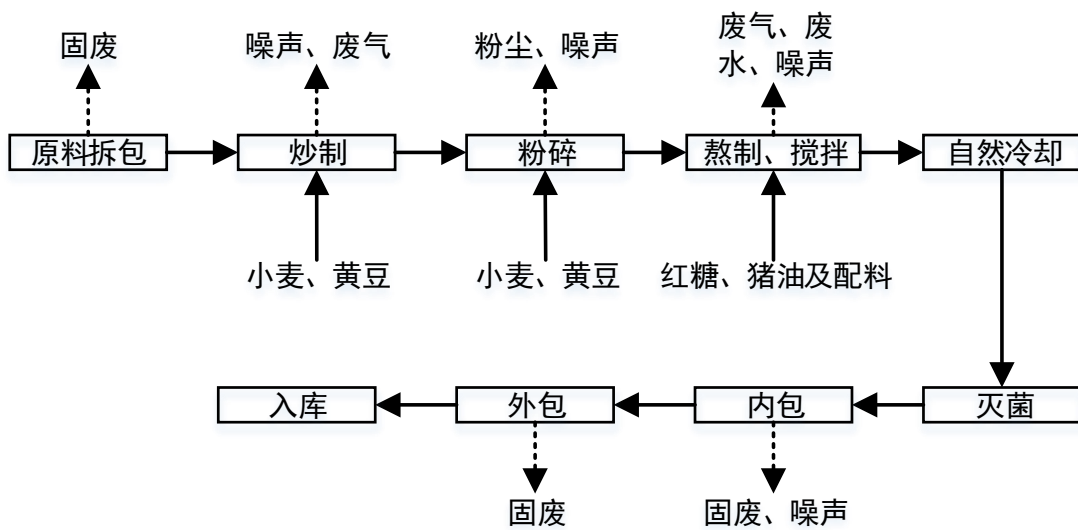 固废
噪声、废气
粉尘、噪声
废气、废
水、噪声
原料拆包
炒制
粉碎
熬制、搅拌
自然冷却
小麦、黄豆
小麦、黄豆
红糖、猪油及配料
入库
外包
内包
灭菌
固废
固废、噪声